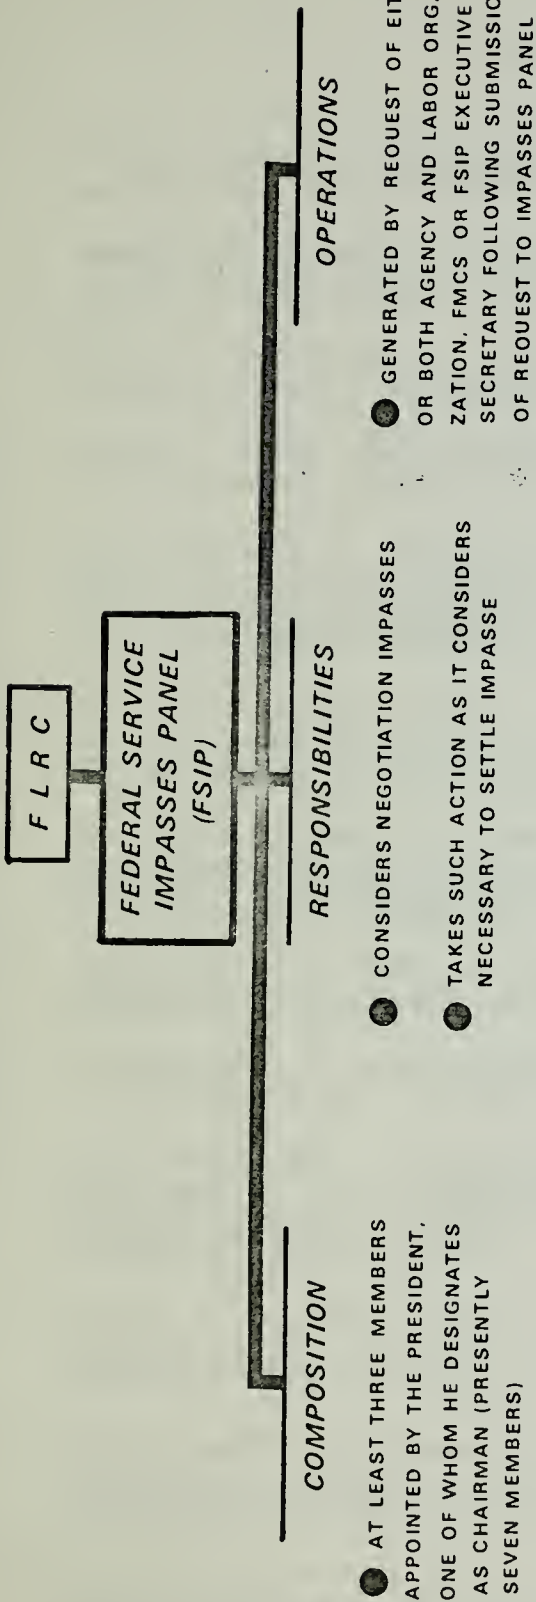 F L R C
FEDERAL SERVICE
IMPASSES PANEL
(FSIP)
COMPOSITION
● AT LEAST THREE MEMBERS
APPOINTED BY THE PRESIDENT,
ONE OF WHOM HE DESIGNATES
AS CHAIRMAN (PRESENTLY
SEVEN MEMBERS)
RESPONSIBILITIES
● CONSIDERS NEGOTIATION IMPASSES
● TAKES SUCH ACTION AS IT CONSIDERS
NECESSARY TO SETTLE IMPASSE
OPERATIONS
● GENERATED BY REQUEST OF
OR BOTH AGENCY AND LABOR
ZATION, FMCS OR FSIP EXECUTIVE
SECRETARY FOLLOWING
OF REQUEST TO IMPASSES PANEL